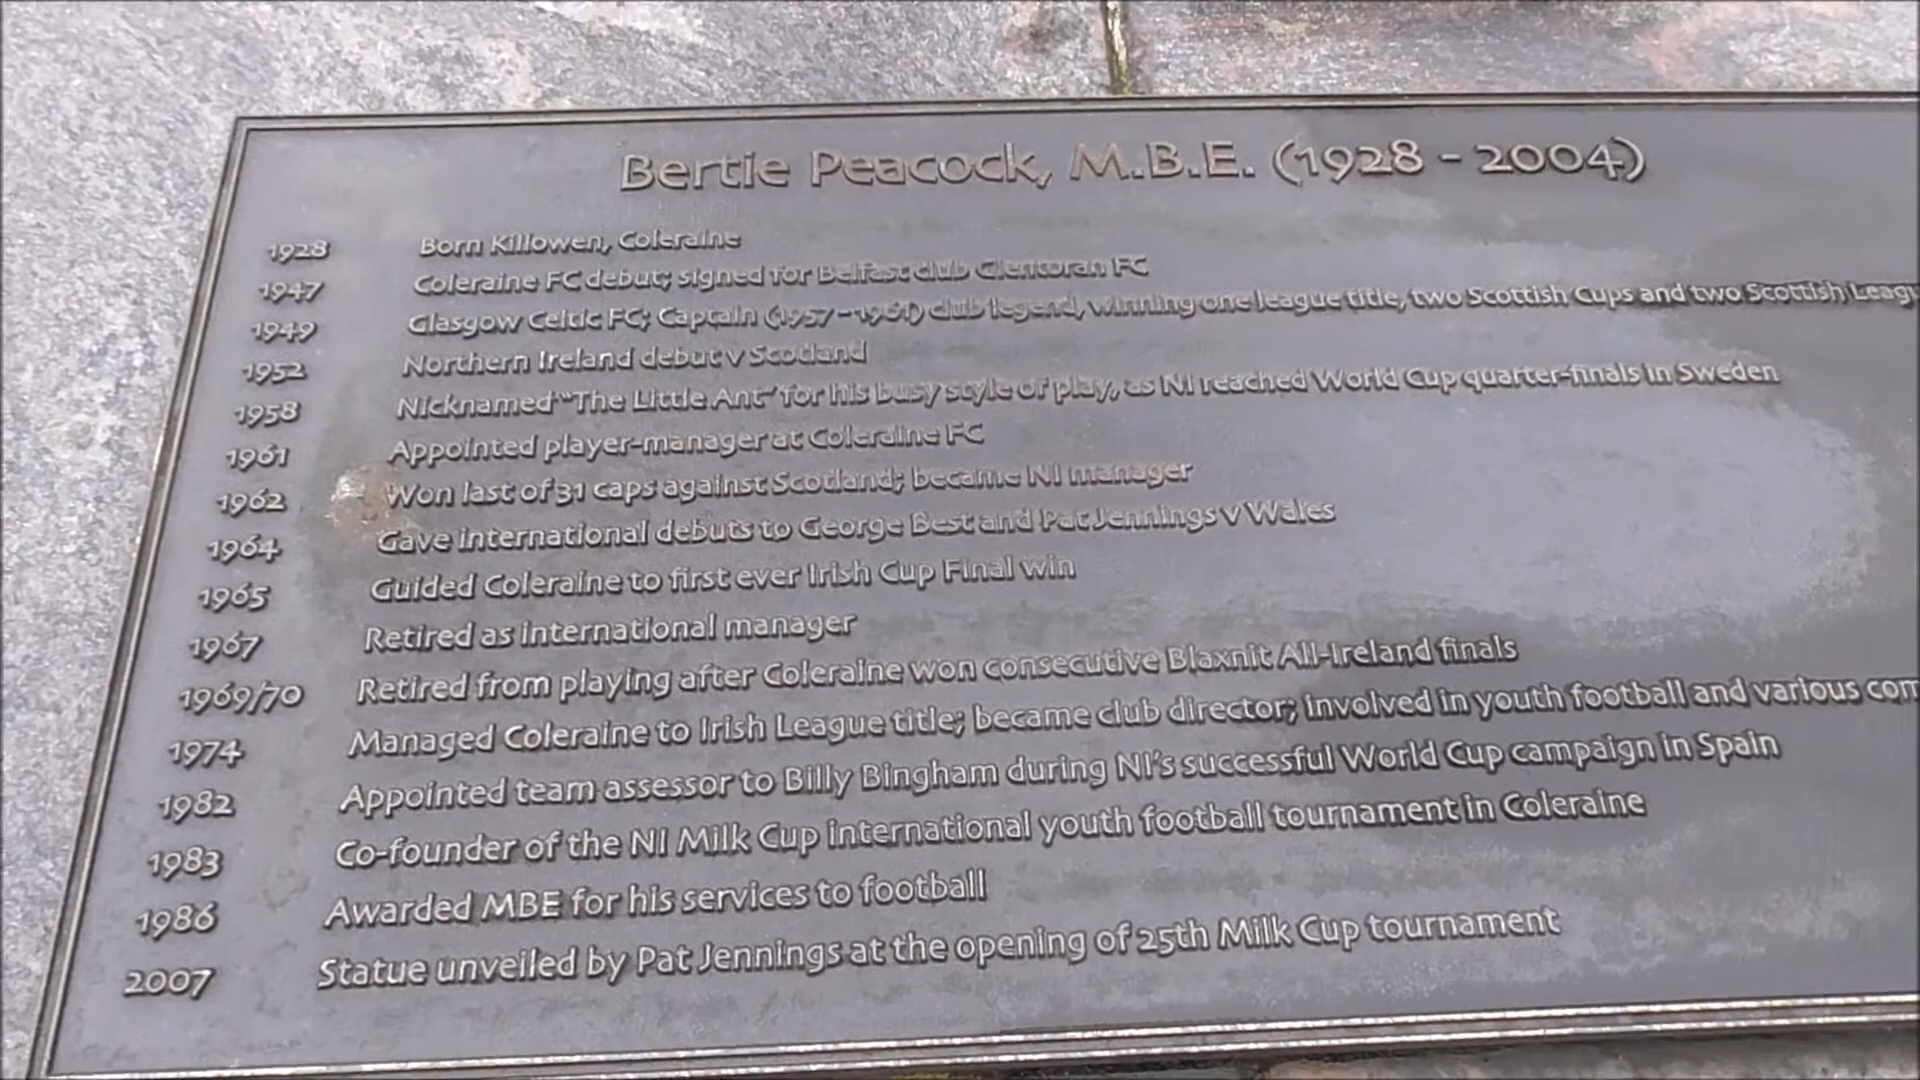 Bertie Peacock, M.B.E. (1928 - 2004)
1928 Born Killowen, Coleraine
1947 Coleraine FC debut; signed for Belfast club Glentoran FC
1949 Glasgow Celtic FC; Captain (1957-1961) club legend, winning one league title, two Scottish Cups and two Scottish Leagu
1952 Northern Ireland debut v Scotland
1958 Nicknamed "The Little Ant" for his busy style of play, as NI reached World Cup quarter-finals in Sweden
1961 Appointed player-manager at Coleraine FC
1962 Won last of 31 caps against Scotland; became NI manager
1964 Gave international debuts to George Best and Pat Jennings v Wales
1965 Guided Coleraine to first ever Irish Cup Final win
1967 Retired as international manager
1969/70 Retired from playing after Coleraine won consecutive Blaxnit All-Ireland finals
1974 Managed Coleraine to Irish League title; became club director; involved in youth football and various com
1982 Appointed team assessor to Billy Bingham during NI's successful World Cup campaign in Spain
1983 Co-founder of the NI Milk Cup international youth football tournament in Coleraine
1986 Awarded MBE for his services to football
2007 Statue unveiled by Pat Jennings at the opening of 25th Milk Cup tournament